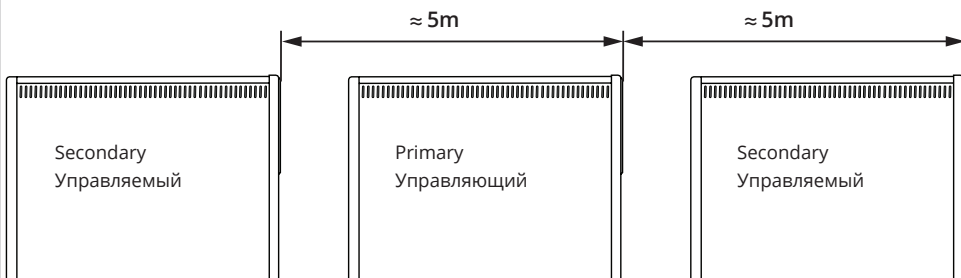 ≈ 5m
≈ 5m
Secondary
Управляемый
Primary
Управляющий
Secondary
Управляемый